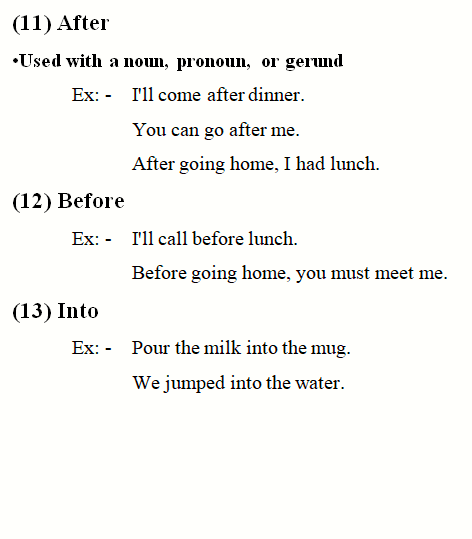 (11) After
•Used with a noun, pronoun, or gerund
Ex: - I'll come after dinner.
You can go after me.
After going home, I had lunch.
(12) Before
Ex: - I'll call before lunch.
Before going home, you must meet me.
(13) Into
Ex: - Pour the milk into the mug.
We jumped into the water.